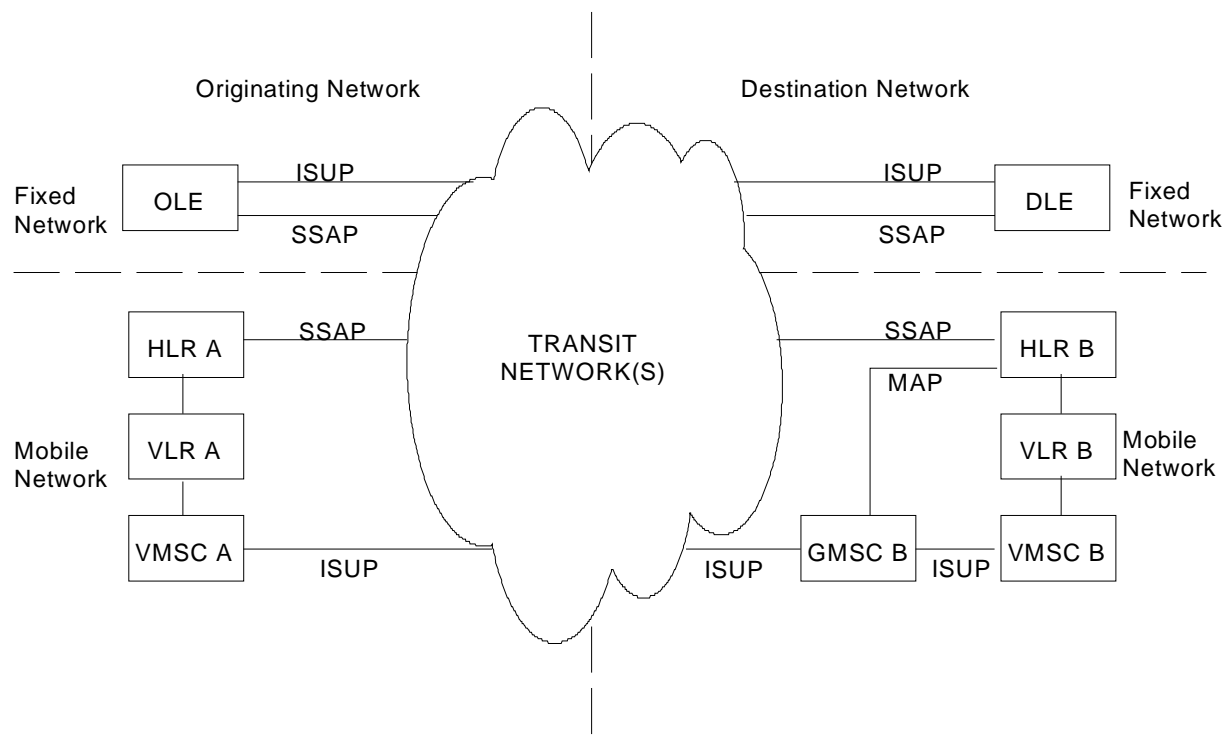 Originating Network
Destination Network
ISUP
ISUP
Fixed
Network
OLE
DLE
Fixed
Network
SSAP
SSAP
HLR A
SSAP
TRANSIT
NETWORK(S)
SSAP
HLR B
MAP
Mobile
Network
VLR A
VLR B
Mobile
Network
VMSC A
ISUP
ISUP
GMSC B
ISUP
VMSC B